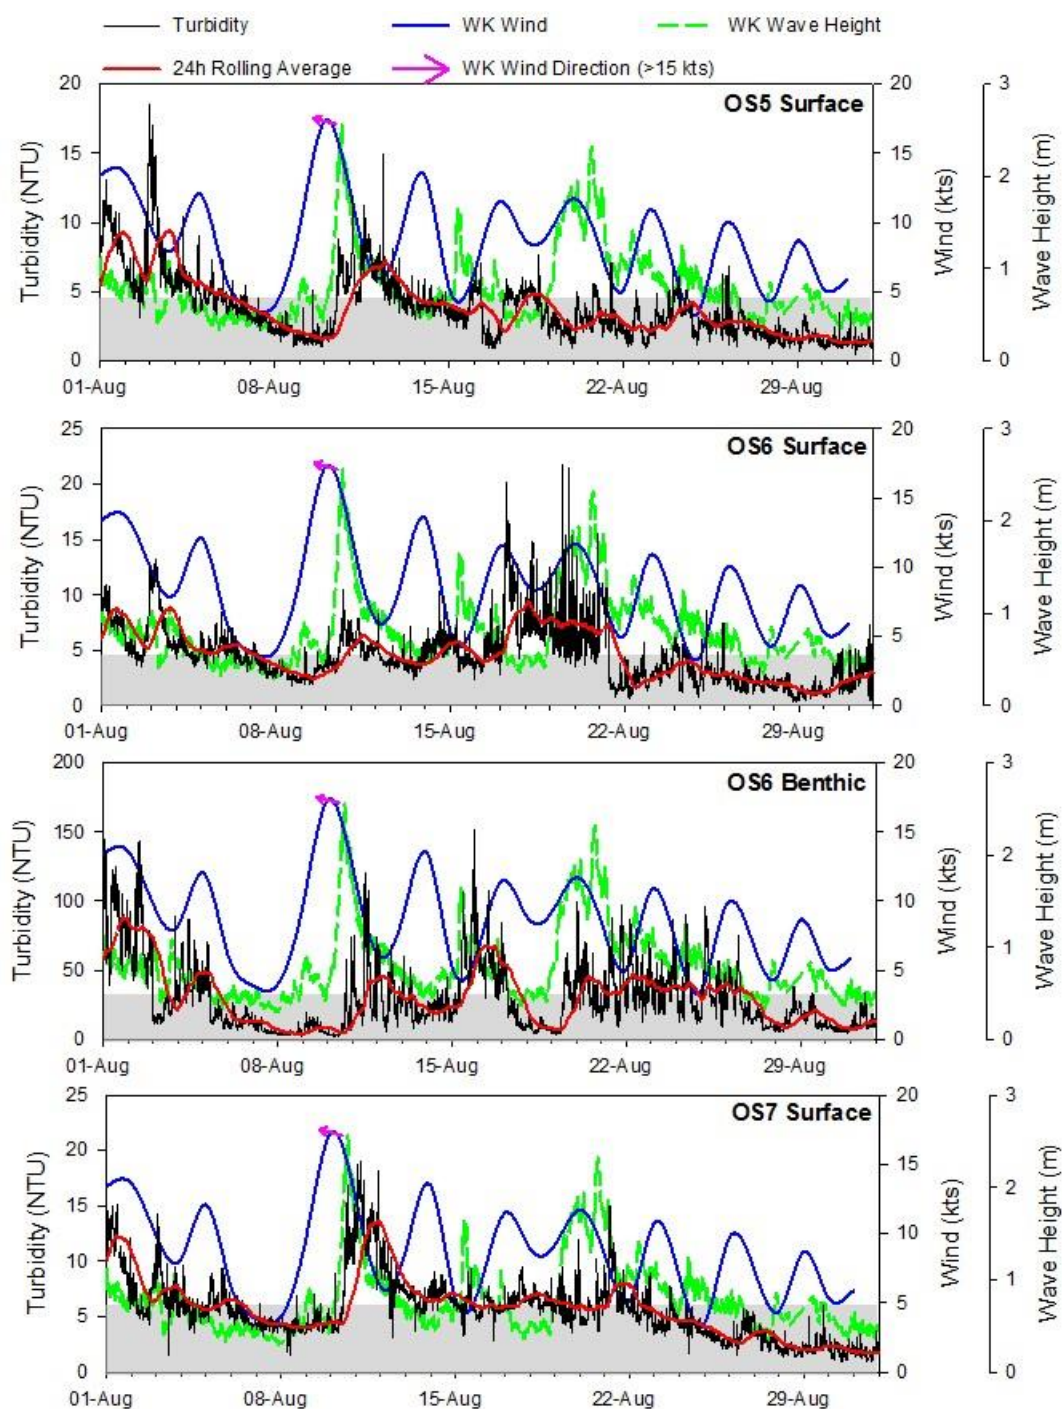 Turbidity WK Wind WK Wave Height
24h Rolling Average WK Wind Direction (>15 kts)
OS5 Surface
Turbidity (NTU)
20
15
10
5
0
Wind (kts)
20
15
10
5
0
Wave Height (m)
3
2
1
0
01-Aug 08-Aug 15-Aug 22-Aug 29-Aug
OS6 Surface
Turbidity (NTU)
25
20
15
10
5
0
Wind (kts)
20
15
10
5
0
Wave Height (m)
3
2
1
0
01-Aug 08-Aug 15-Aug 22-Aug 29-Aug
OS6 Benthic
Turbidity (NTU)
200
150
100
50
0
Wind (kts)
20
15
10
5
0
Wave Height (m)
3
2
1
0
01-Aug 08-Aug 15-Aug 22-Aug 29-Aug
OS7 Surface
Turbidity (NTU)
25
20
15
10
5
0
Wind (kts)
20
15
10
5
0
Wave Height (m)
3
2
1
0
01-Aug 08-Aug 15-Aug 22-Aug 29-Aug